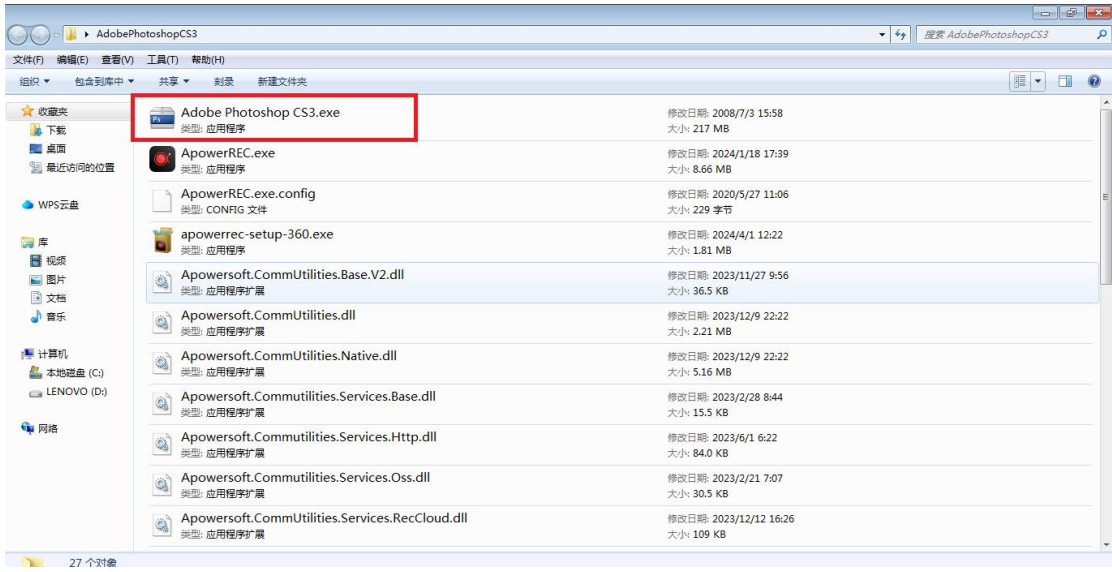 AdobePhotoshopCS3
搜索 AdobePhotoshopCS3
文件(F) 编辑(E) 查看(V) 工具(T) 帮助(H)
组织 包含到库中 共享 刻录 新建文件夹
收藏夹
下载
桌面
最近访问的位置
WPS云盘
库
视频
图片
文档
音乐
计算机
本地磁盘 (C:)
LENOVO (D:)
网络
Ps
Adobe Photoshop CS3.exe
类型: 应用程序
修改日期: 2008/7/3 15:58
大小: 217 MB
ApowerREC.exe
类型: 应用程序
修改日期: 2024/1/18 17:39
大小: 8.66 MB
ApowerREC.exe.config
类型: CONFIG 文件
修改日期: 2020/5/27 11:06
大小: 229 字节
apowerrec-setup-360.exe
类型: 应用程序
修改日期: 2024/4/1 12:22
大小: 1.81 MB
Apowersoft.CommUtilities.Base.V2.dll
类型: 应用程序扩展
修改日期: 2023/11/27 9:56
大小: 36.5 KB
Apowersoft.CommUtilities.dll
类型: 应用程序扩展
修改日期: 2023/12/9 22:22
大小: 2.21 MB
Apowersoft.CommUtilities.Native.dll
类型: 应用程序扩展
修改日期: 2023/12/9 22:22
大小: 5.16 MB
Apowersoft.Commutilities.Services.Base.dll
类型: 应用程序扩展
修改日期: 2023/2/28 8:44
大小: 15.5 KB
Apowersoft.Commutilities.Services.Http.dll
类型: 应用程序扩展
修改日期: 2023/6/1 6:22
大小: 84.0 KB
Apowersoft.Commutilities.Services.Oss.dll
类型: 应用程序扩展
修改日期: 2023/2/21 7:07
大小: 30.5 KB
Apowersoft.CommUtilities.Services.RecCloud.dll
类型: 应用程序扩展
修改日期: 2023/12/12 16:26
大小: 109 KB
27 个对象